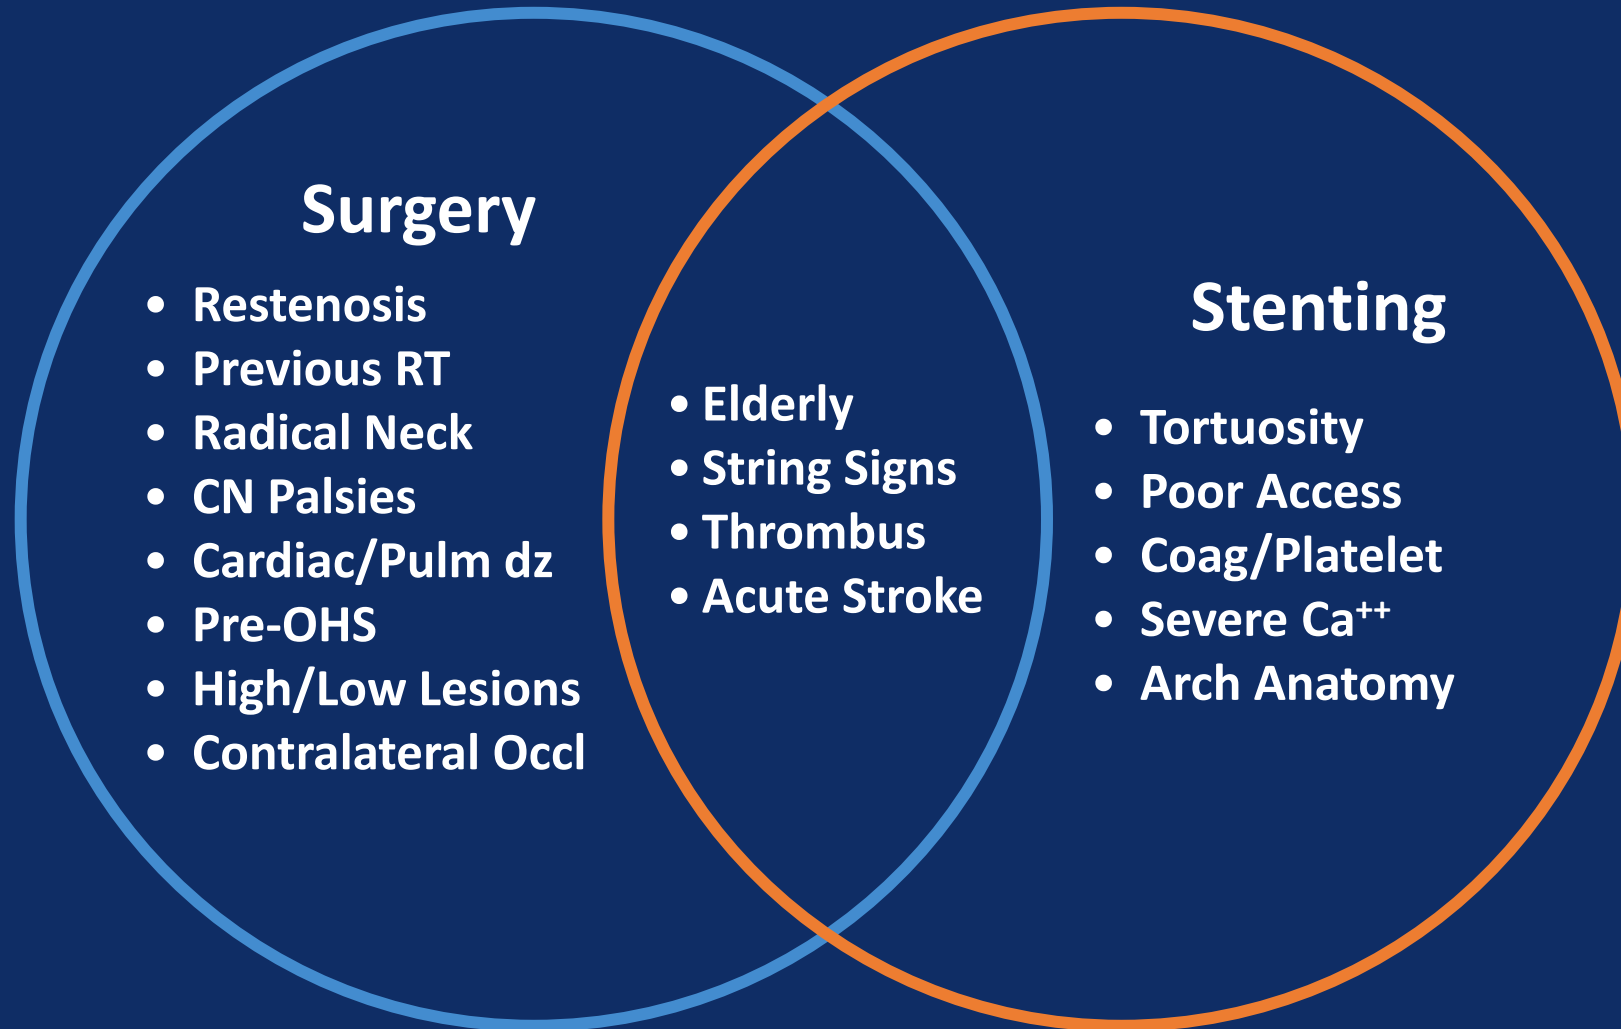 Surgery
• Restenosis
• Previous RT
• Radical Neck
• CN Palsies
• Cardiac/Pulm dz
• Pre-OHS
• High/Low Lesions
• Contralateral Occl
• Elderly
• String Signs
• Thrombus
• Acute Stroke
Stenting
• Tortuosity
• Poor Access
• Coag/Platelet
• Severe Ca⁺⁺
• Arch Anatomy